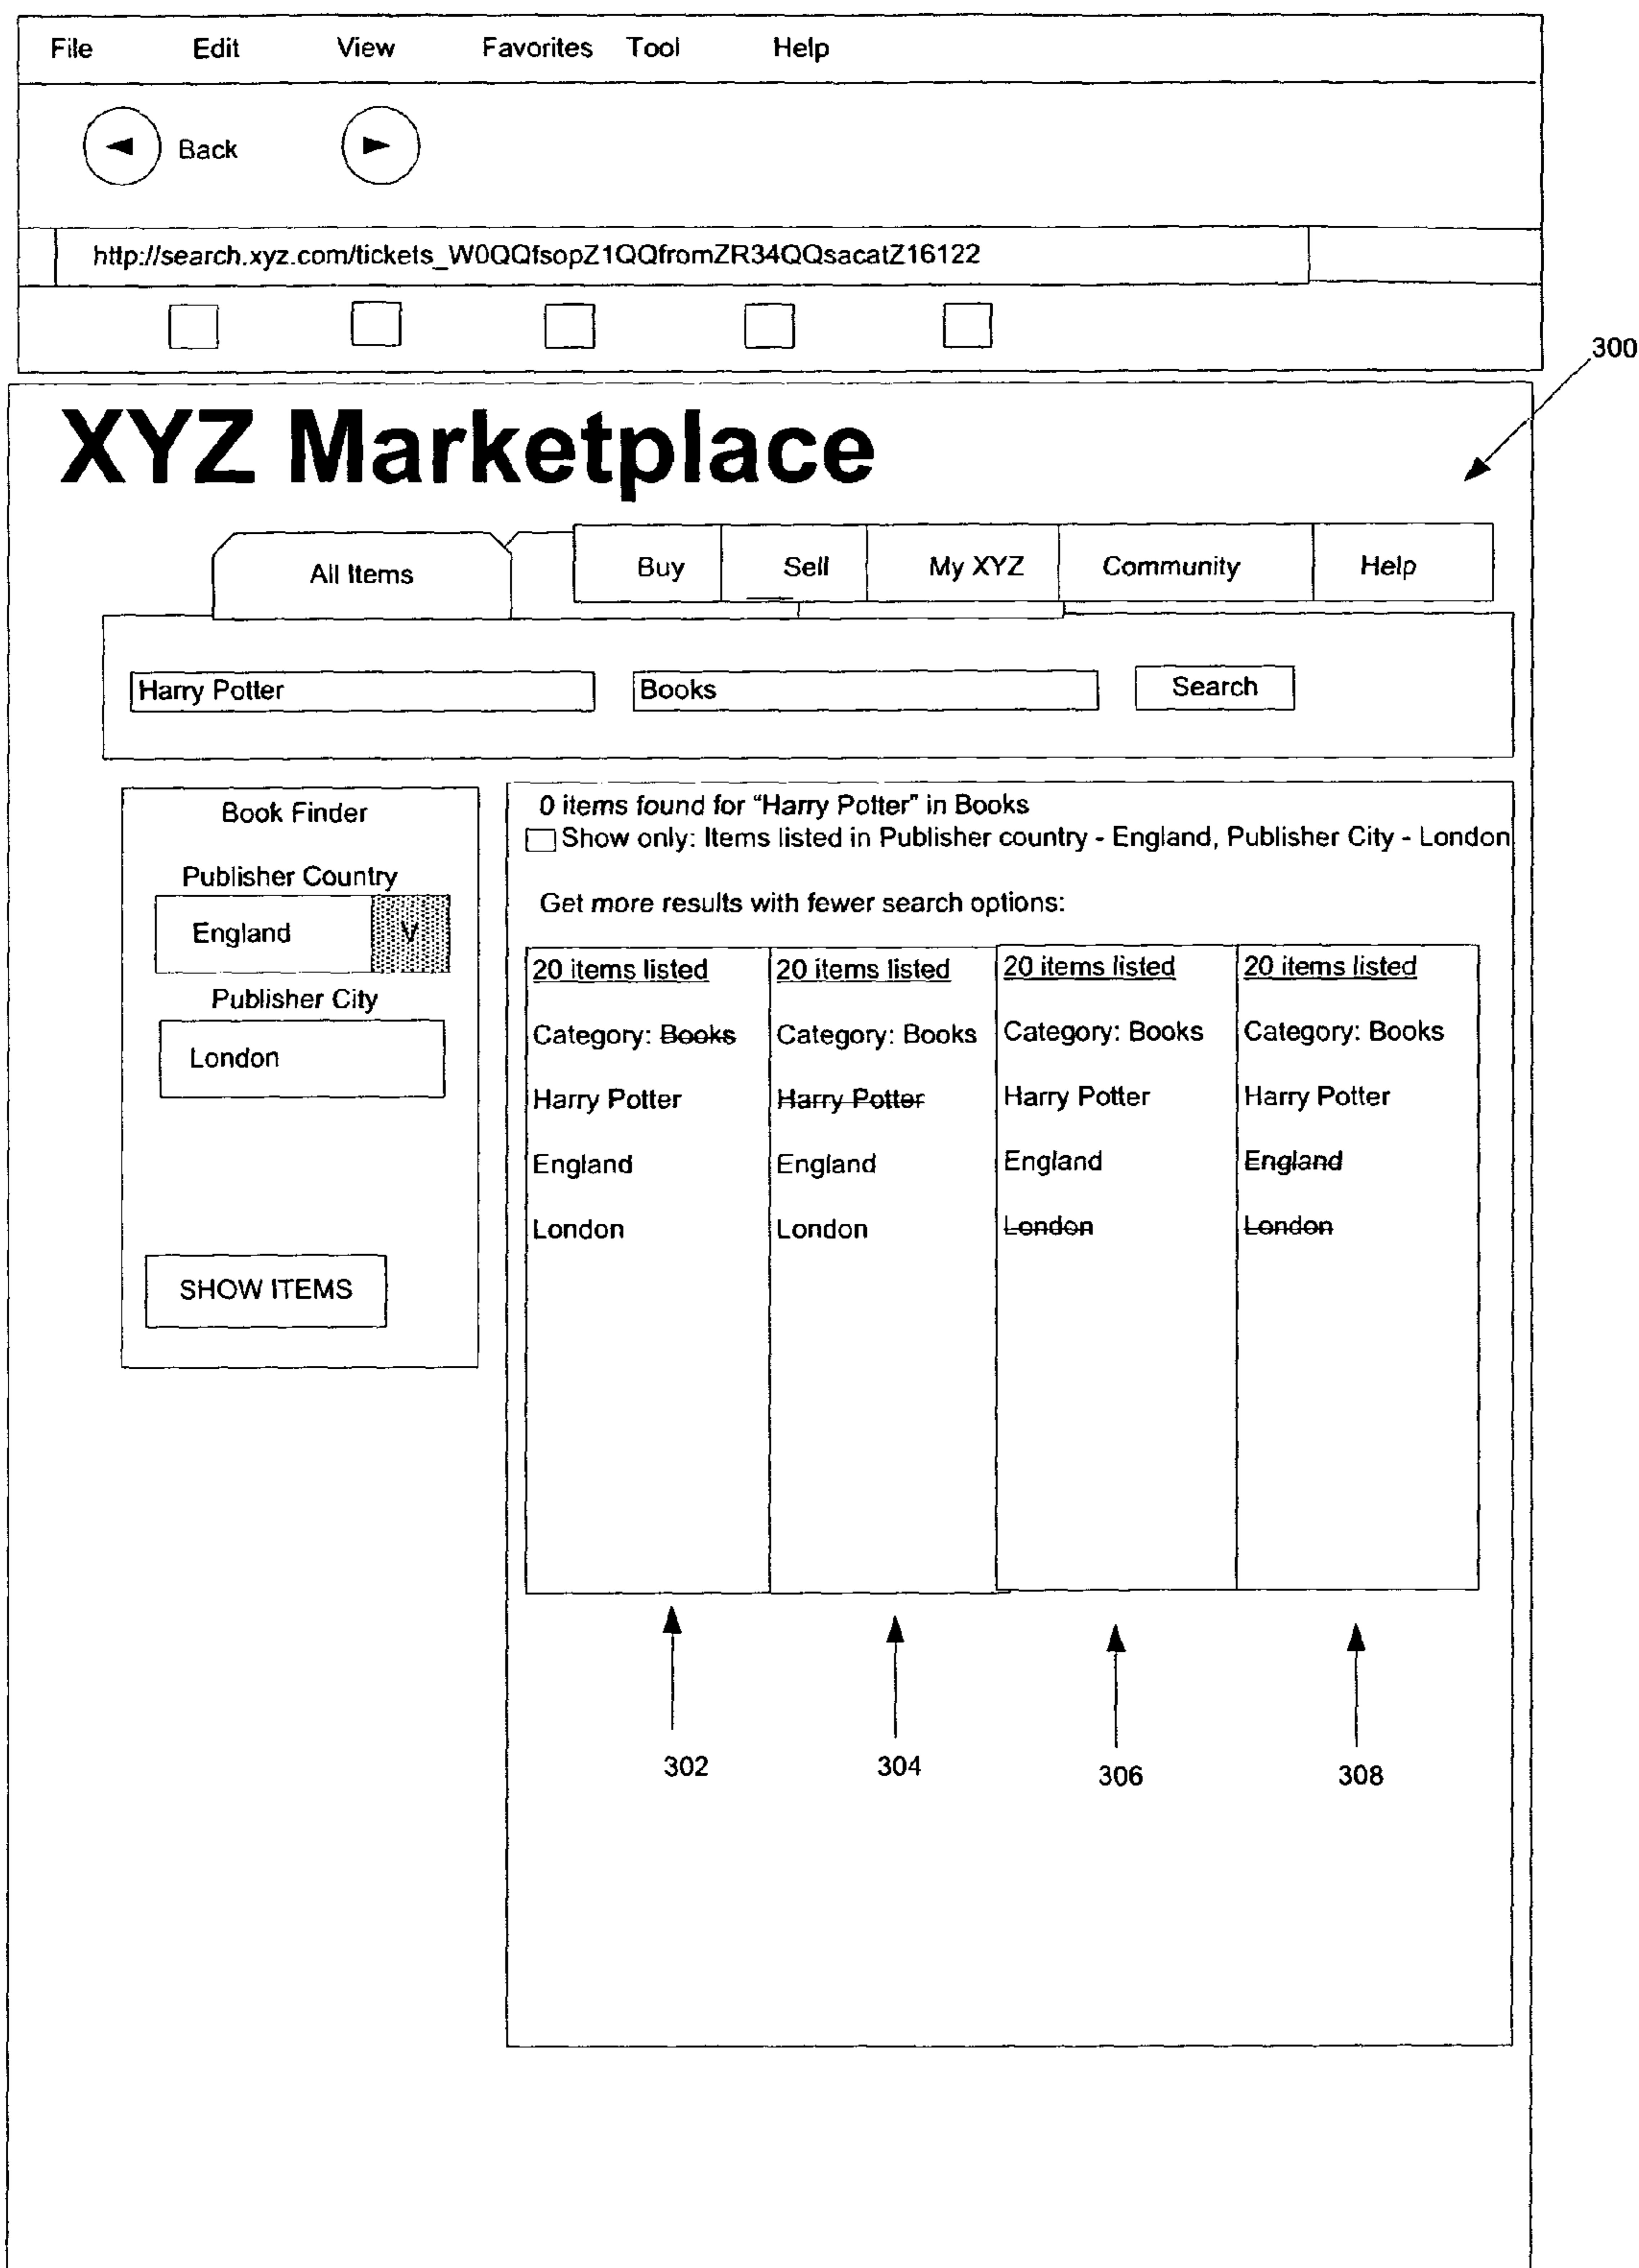 File Edit View Favorites Tool Help
Back
http://search.xyz.com/tickets_W0QQfsopZ1QQfromZR34QQsacatZ16122
300
XYZ Marketplace
All Items Buy Sell My XYZ Community Help
Harry Potter Books Search
Book Finder
Publisher Country
England V
Publisher City
London
SHOW ITEMS
0 items found for “Harry Potter” in Books
Show only: Items listed in Publisher country - England, Publisher City - London
Get more results with fewer search options:
20 items listed 20 items listed 20 items listed 20 items listed
Category: Books Category: Books Category: Books Category: Books
Harry Potter Harry Potter Harry Potter Harry Potter
England England England England
London London London London
302 304 306 308